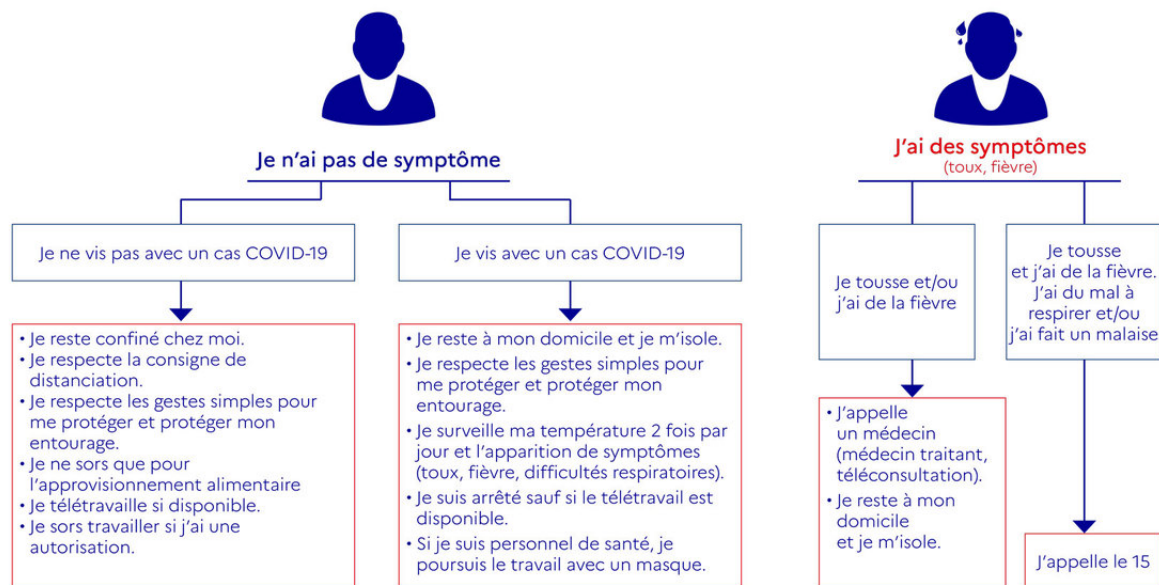 Je n'ai pas de symptôme
Je ne vis pas avec un cas COVID-19
• Je reste confiné chez moi.
• Je respecte la consigne de
distanciation.
• Je respecte les gestes simples pour
me protéger et protéger mon
entourage.
• Je ne sors que pour
l'approvisionnement alimentaire
• Je télétravaille si disponible.
• Je sors travailler si j'ai une
autorisation.
Je vis avec un cas COVID-19
• Je reste à mon domicile et je m'isole.
• Je respecte les gestes simples pour
me protéger et protéger mon
entourage.
• Je surveille ma température 2 fois par
jour et l'apparition de symptômes
(toux, fièvre, difficultés respiratoires).
• Je suis arrêté sauf si le télétravail est
disponible.
• Si je suis personnel de santé, je
poursuis le travail avec un masque.
J'ai des symptômes
(toux, fièvre)
Je tousse et/ou
j'ai de la fièvre
• J'appelle
un médecin
(médecin traitant,
téléconsultation).
• Je reste à mon
domicile
et je m'isole.
Je tousse
et j'ai de la fièvre.
J'ai du mal à
respirer et/ou
j'ai fait un malaise
J'appelle le 15